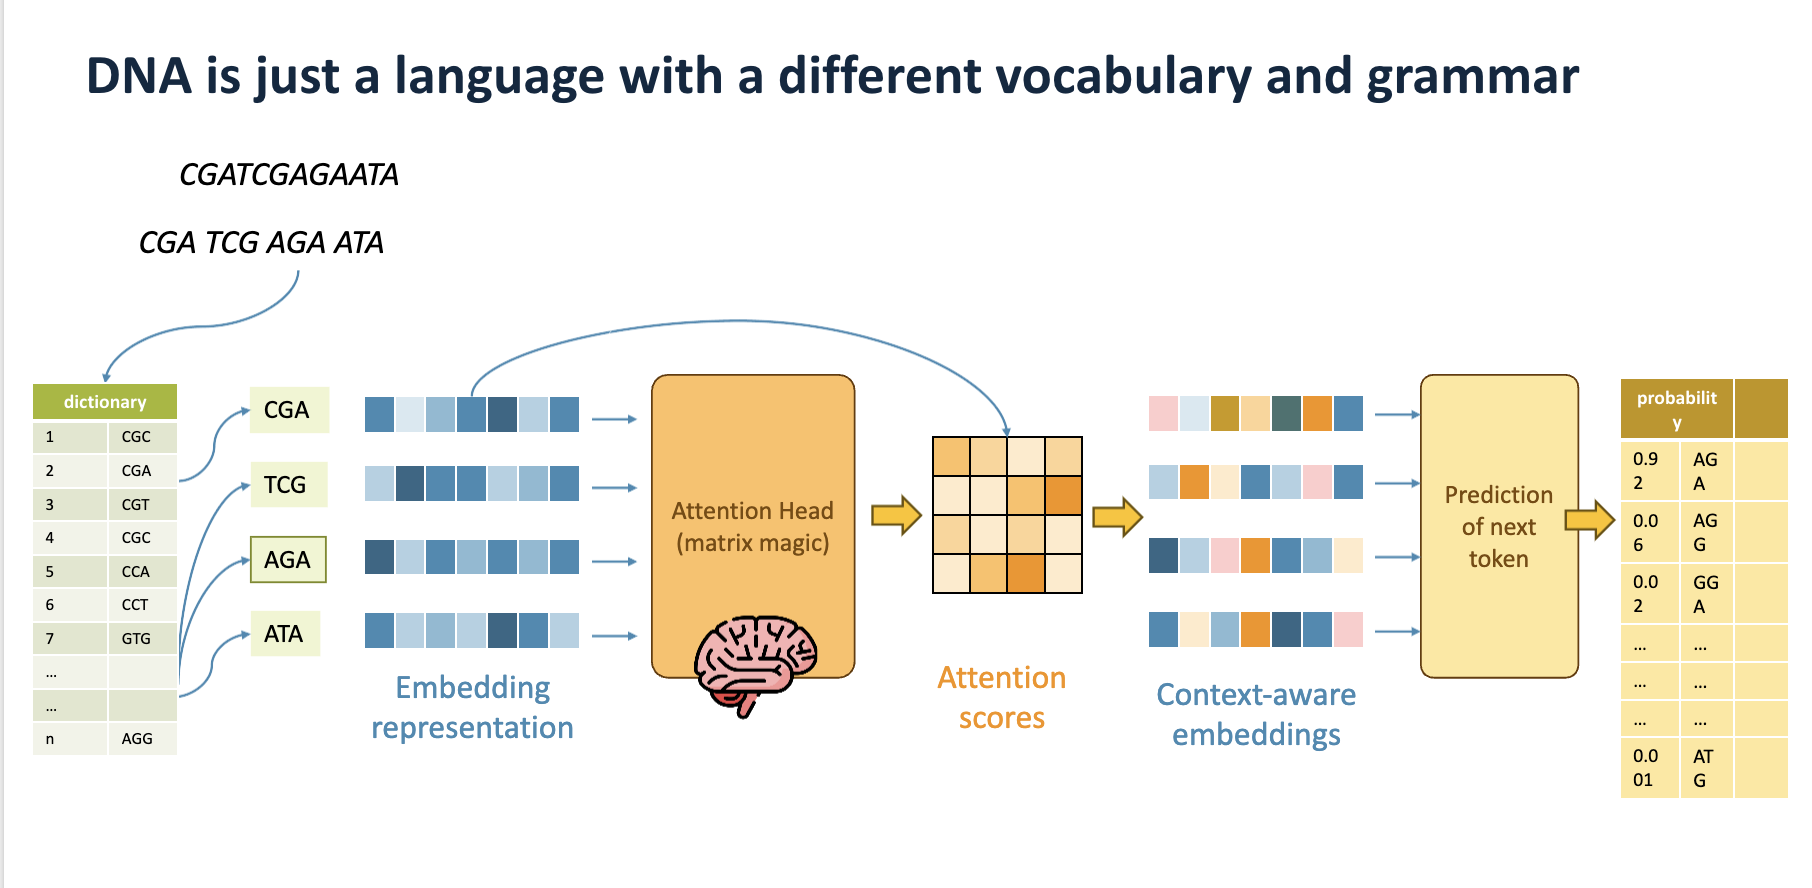 DNA is just a language with a different vocabulary and grammar
CGATCGAGAATA
CGA TCG AGA ATA
dictionary
1 CGC
2 CGA
3 CGT
4 CGC
5 CCA
6 CCT
7 GTG
...
...
n AGG
CGA
TCG
AGA
ATA
Embedding
representation
Attention Head
(matrix magic)
Attention
scores
Context-aware
embeddings
Prediction
of next
token
probabilit
y
0.9 AG
2 A
0.0 AG
6 G
0.0 GG
2 A
... ...
... ...
... ...
0.0 AT
01 G